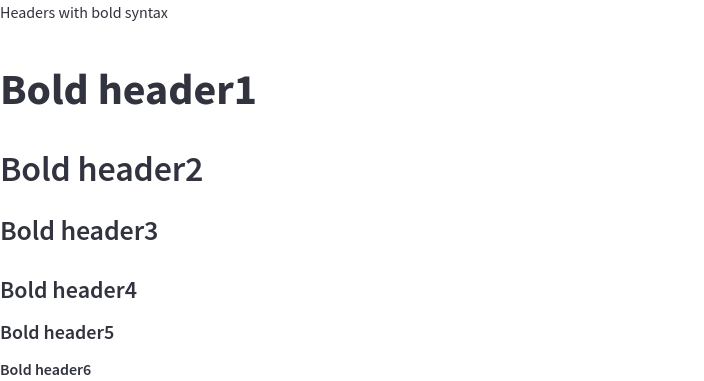 Headers with bold syntax
Bold header1
Bold header2
Bold header3
Bold header4
Bold header5
Bold header6